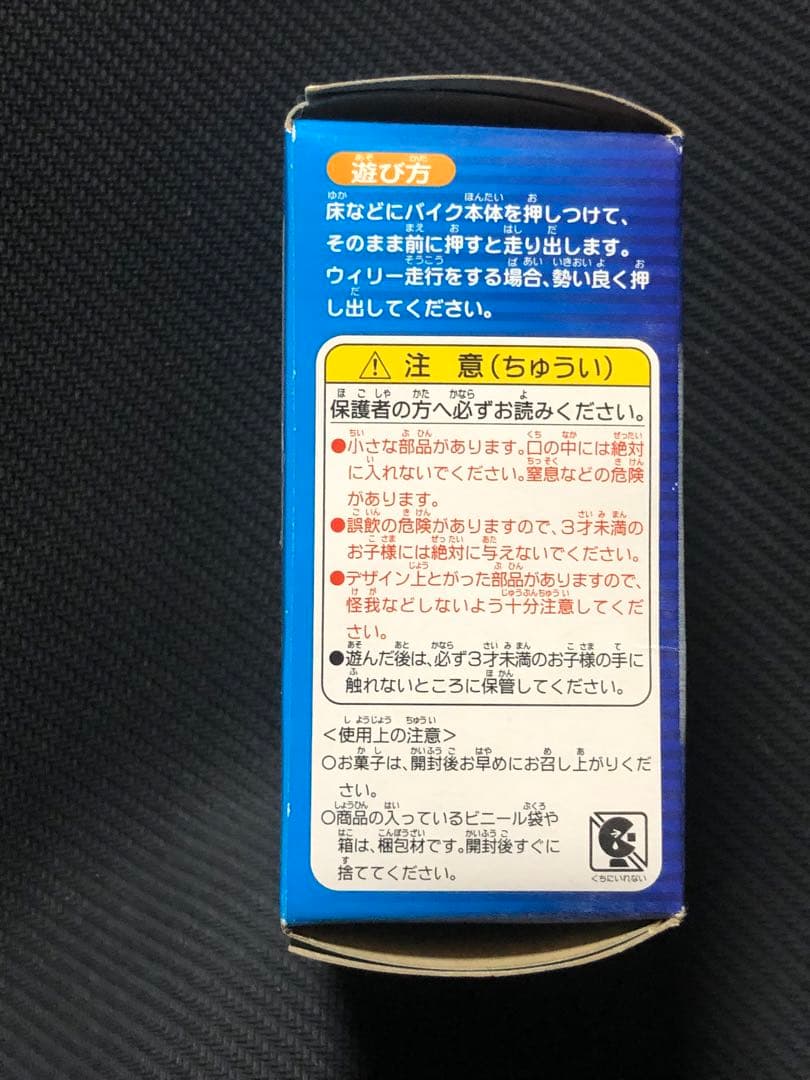 遊び方
床などにバイク本体を押しつけて、
そのまま前に押すと走り出します。
ウィリー走行をする場合、勢い良く押
し出してください。
⚠ 注 意(ちゅうい)
保護者の方へ必ずお読みください。
●小さな部品があります。口の中には絶対
に入れないでください。窒息などの危険
があります。
●誤飲の危険がありますので、3才未満の
お子様には絶対に与えないでください。
●デザイン上とがった部品がありますので、
怪我などしないよう十分注意してくだ
さい。
●遊んだ後は、必ず3才未満のお子様の手に
触れないところに保管してください。
<使用上の注意>
○お菓子は、開封後お早めにお召し上がりくだ
さい。
○商品の入っているビニール袋や
箱は、梱包材です。開封後すぐに
捨ててください。
くちにいれない